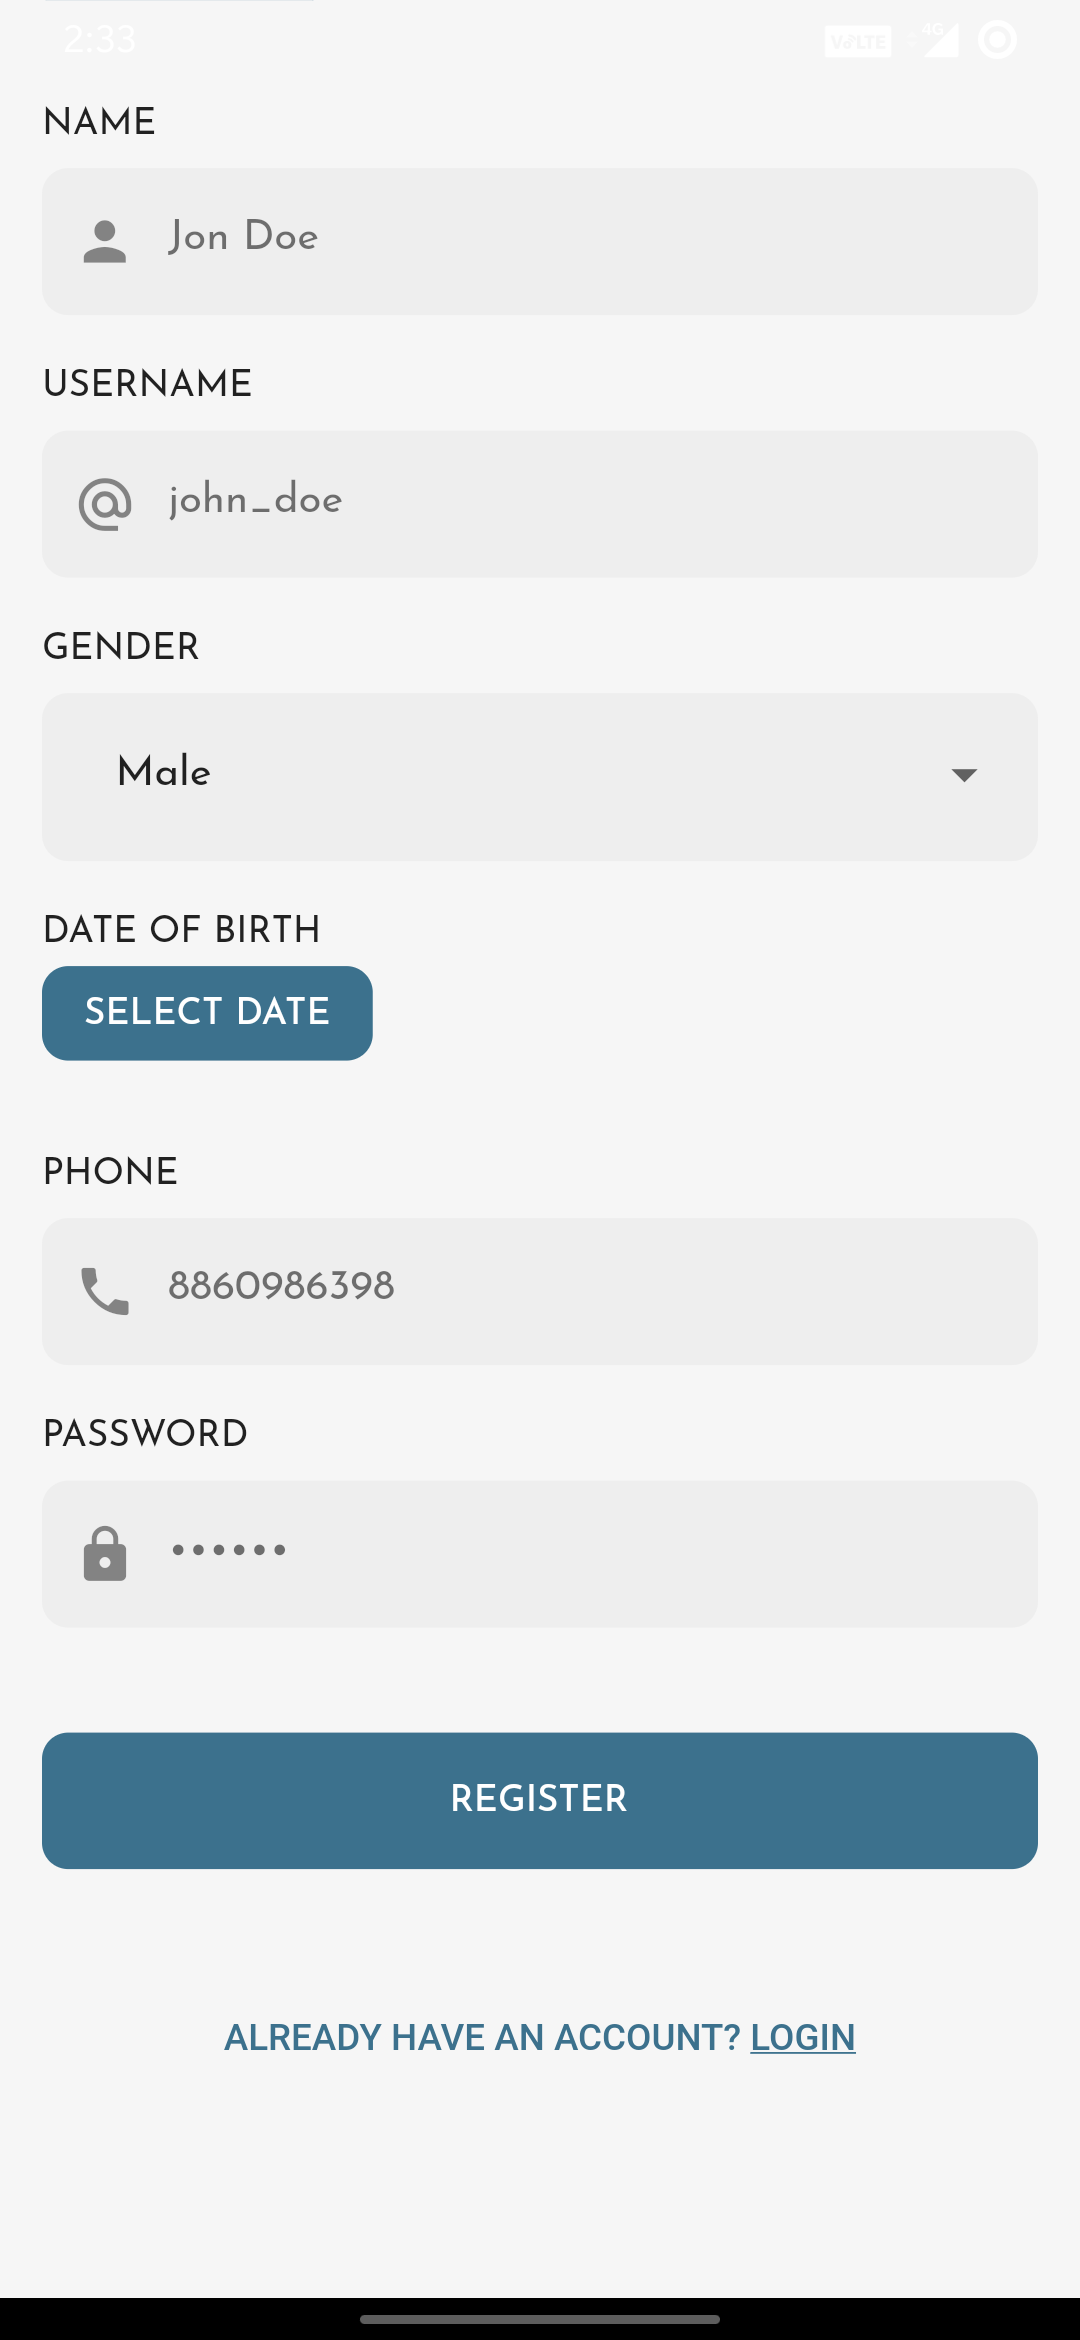 2:33
VoLTE 4G
NAME
Jon Doe
USERNAME
john_doe
GENDER
Male
DATE OF BIRTH
SELECT DATE
PHONE
8860986398
PASSWORD
••••••
REGISTER
ALREADY HAVE AN ACCOUNT? LOGIN